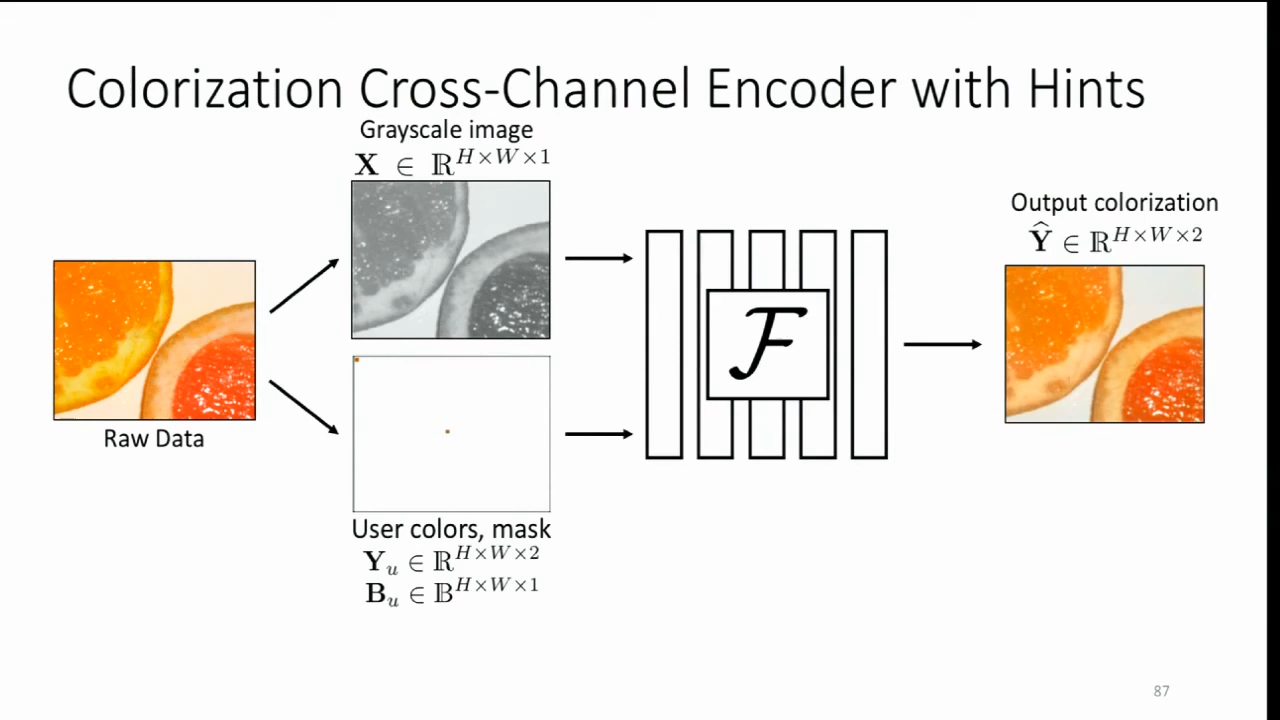 Colorization Cross-Channel Encoder with Hints
Grayscale image
X ∈ ℝ^{H×W×1}
Raw Data
User colors, mask
Y_u ∈ ℝ^{H×W×2}
B_u ∈ 𝔹^{H×W×1}
ℱ
Output colorization
Ŷ ∈ ℝ^{H×W×2}
87